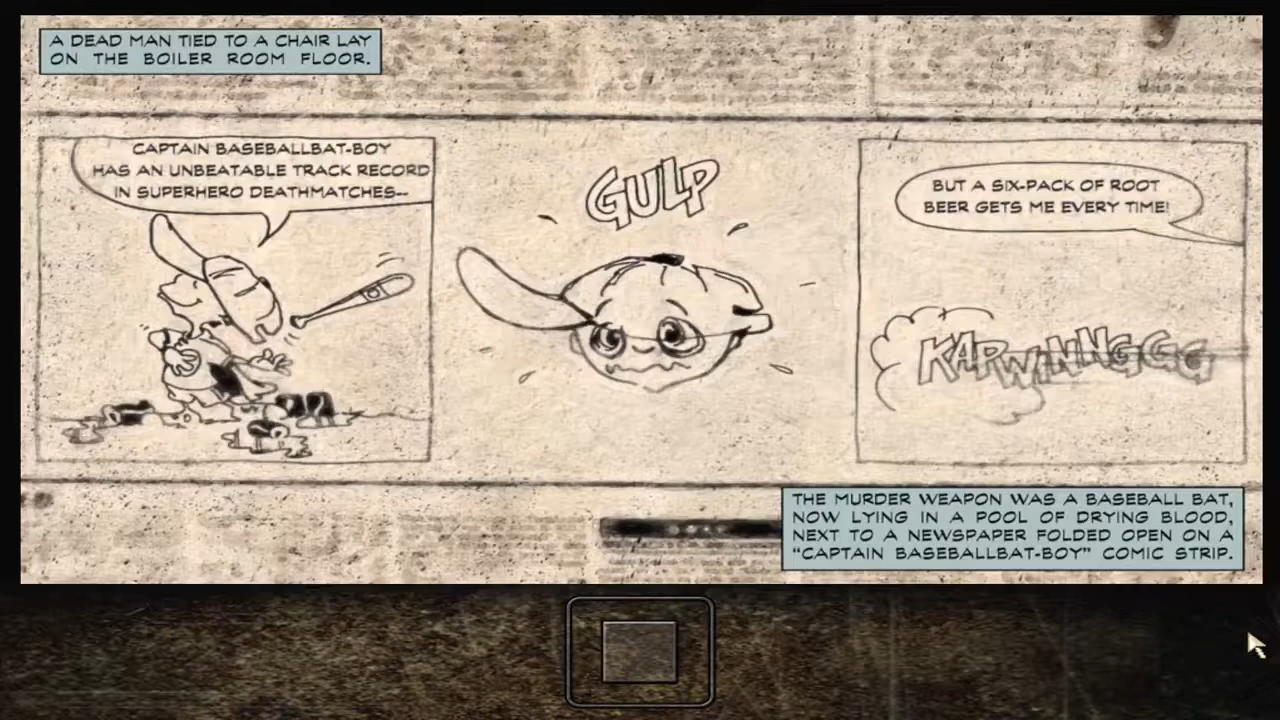 A DEAD MAN TIED TO A CHAIR LAY
ON THE BOILER ROOM FLOOR.
CAPTAIN BASEBALLBAT-BOY
HAS AN UNBEATABLE TRACK RECORD
IN SUPERHERO DEATHMATCHES--
GULP
BUT A SIX-PACK OF ROOT
BEER GETS ME EVERY TIME!
KAPWINNGGG
THE MURDER WEAPON WAS A BASEBALL BAT,
NOW LYING IN A POOL OF DRYING BLOOD,
NEXT TO A NEWSPAPER FOLDED OPEN ON A
“CAPTAIN BASEBALLBAT-BOY” COMIC STRIP.